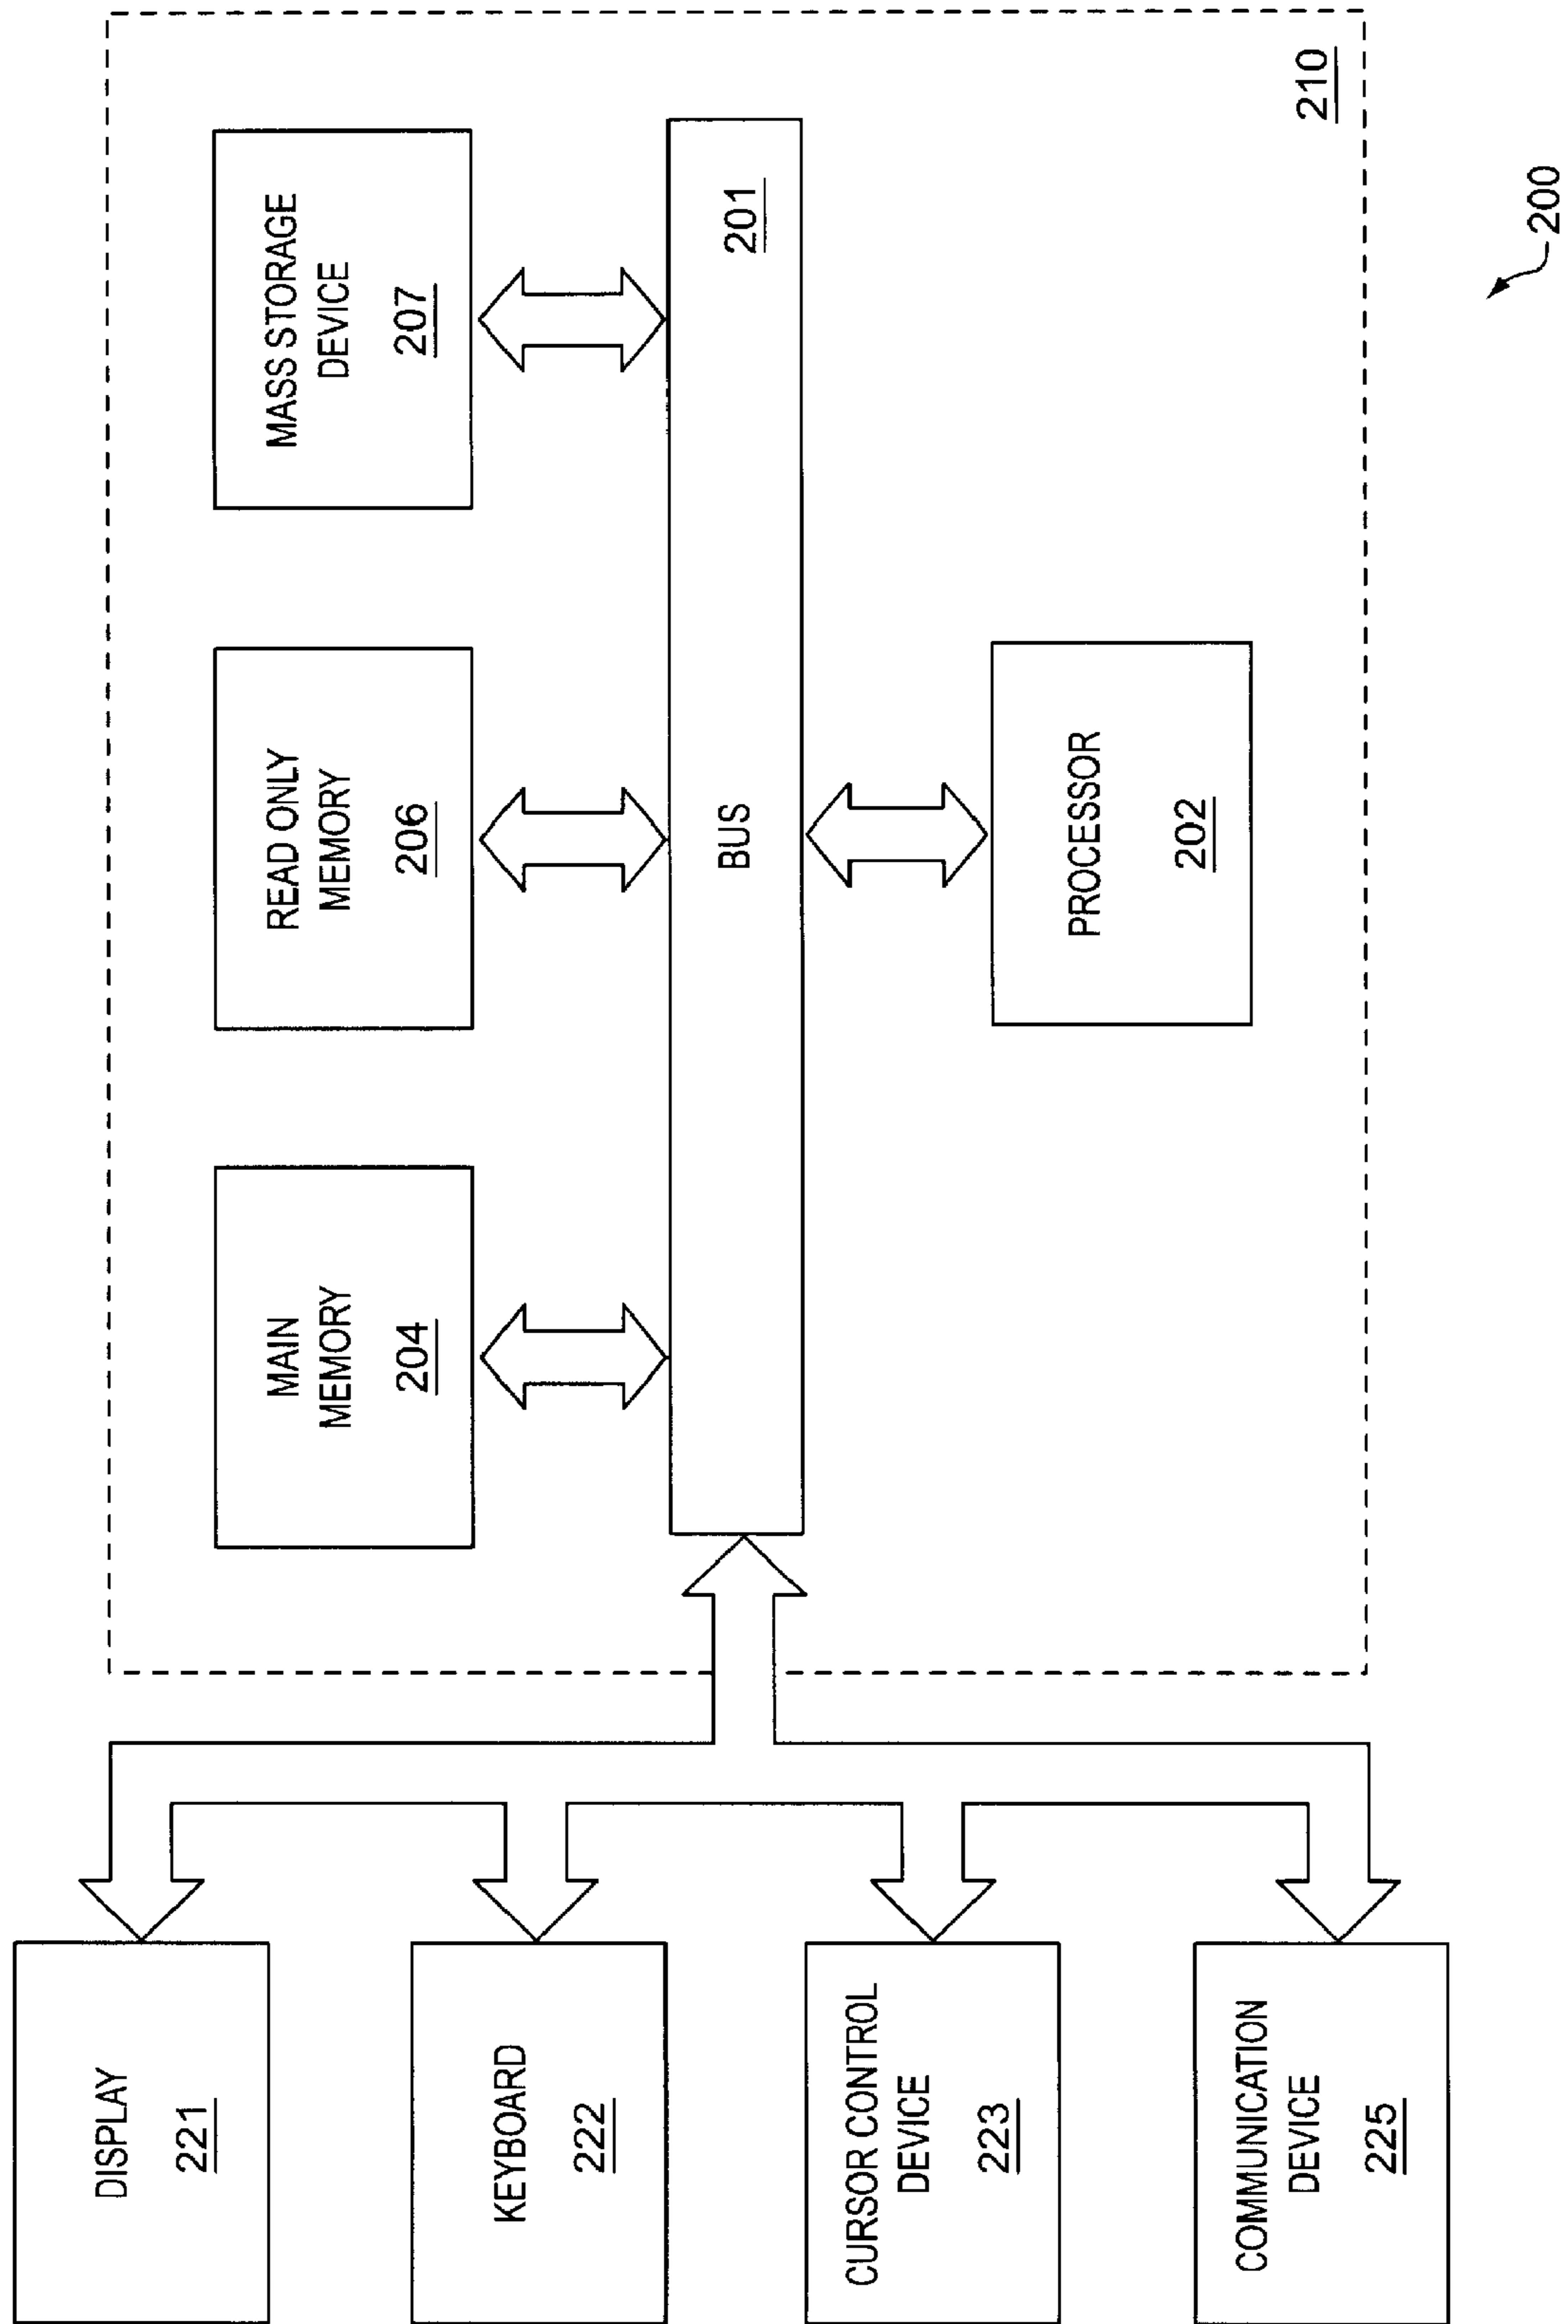 DISPLAY
221
KEYBOARD
222
CURSOR CONTROL
DEVICE
223
COMMUNICATION
DEVICE
225
MAIN
MEMORY
204
READ ONLY
MEMORY
206
MASS STORAGE
DEVICE
207
BUS
201
PROCESSOR
202
210
200